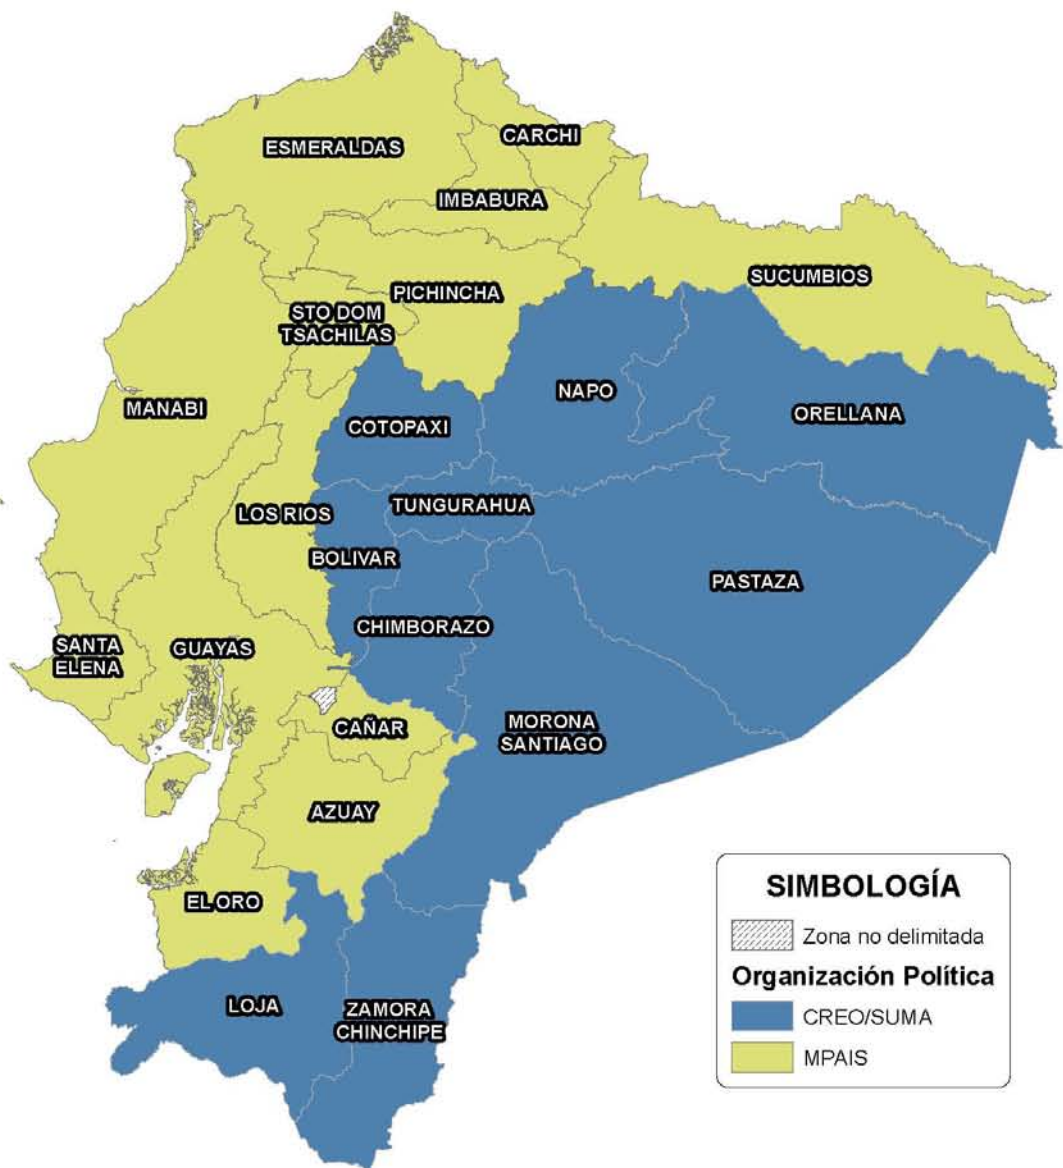 ESMERALDAS
CARCHI
IMBABURA
SUCUMBIOS
PICHINCHA
STO DOM
TSACHILAS
NAPO
MANABI
ORELLANA
COTOPAXI
TUNGURAHUA
LOS RIOS
BOLIVAR
PASTAZA
CHIMBORAZO
SANTA
ELENA
GUAYAS
MORONA
SANTIAGO
CAÑAR
AZUAY
EL ORO
LOJA
ZAMORA
CHINCHIPE
SIMBOLOGÍA
Zona no delimitada
Organización Política
CREO/SUMA
MPAIS